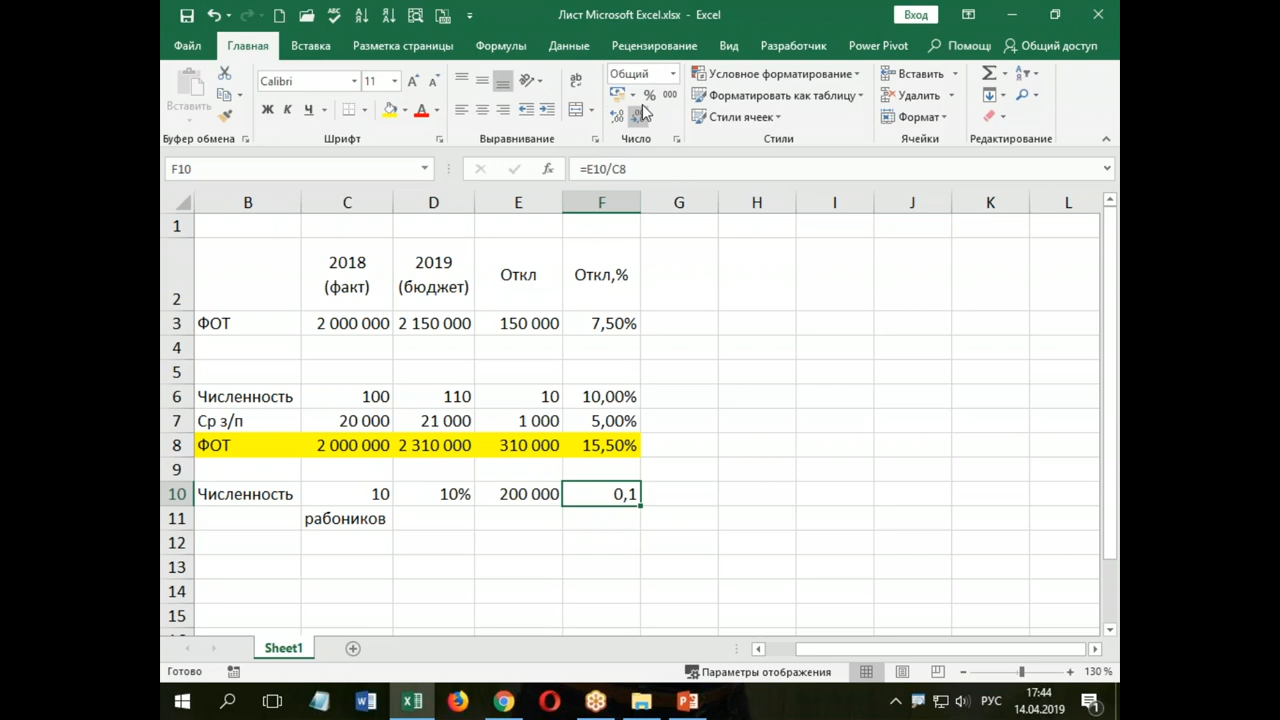 Лист Microsoft Excel.xlsx - Excel
Вход
Файл Главная Вставка Разметка страницы Формулы Данные Рецензирование Вид Разработчик Power Pivot Помощн Общий доступ
Вставить
Буфер обмена
Calibri 11
Ж К Ч А
Шрифт
Выравнивание
Общий
% 000
Число
Условное форматирование
Форматировать как таблицу
Стили ячеек
Стили
Вставить
Удалить
Формат
Ячейки
Редактирование
F10 fx =E10/C8
B C D E F G H I J K L
1
2 2018 (факт) 2019 (бюджет) Откл Откл,%
3 ФОТ 2 000 000 2 150 000 150 000 7,50%
4
5
6 Численность 100 110 10 10,00%
7 Ср з/п 20 000 21 000 1 000 5,00%
8 ФОТ 2 000 000 2 310 000 310 000 15,50%
9
10 Численность 10 10% 200 000 0,1
11 рабоников
12
13
14
15
Sheet1
Готово Параметры отображения 130 %
РУС 17:44
14.04.2019